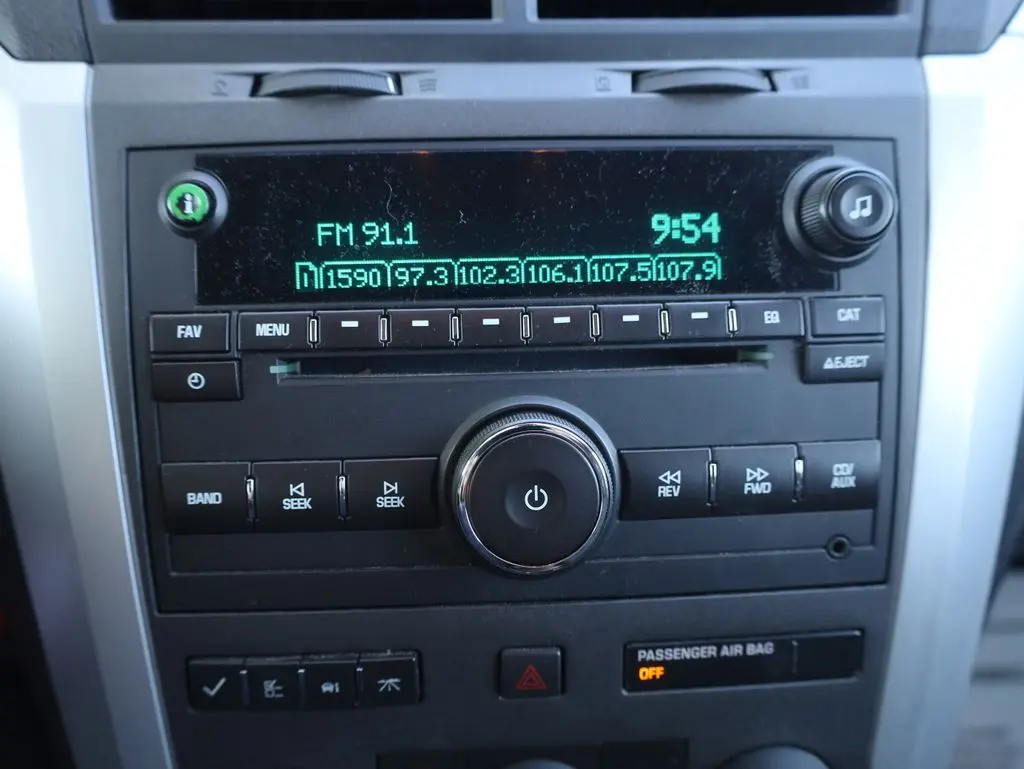 i
FM 91.1 9:54
1590 97.3 102.3 106.1 107.5 107.9
FAV MENU EQ CAT
EJECT
BAND SEEK SEEK REV FWD CD/
AUX
PASSENGER AIR BAG
OFF